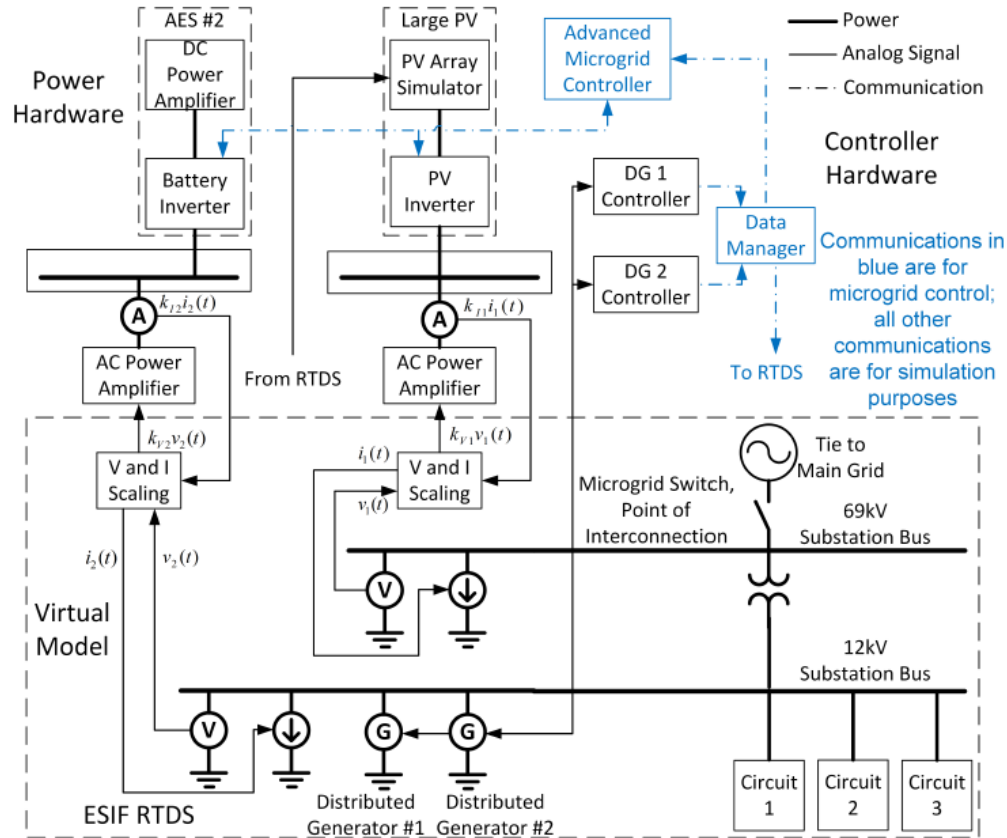 AES #2
Large PV
Power
Analog Signal
Communication
DC
Power
Amplifier
PV Array
Simulator
Advanced
Microgrid
Controller
Power
Hardware
Controller
Hardware
Battery
Inverter
PV
Inverter
DG 1
Controller
Data
Manager
DG 2
Controller
Communications in
blue are for
microgrid control;
all other
communications
are for simulation
purposes
k_{I2}i_2(t)
k_{I1}i_1(t)
A
A
AC Power
Amplifier
From RTDS
AC Power
Amplifier
To RTDS
k_{V2}v_2(t)
k_{V1}v_1(t)
V and I
Scaling
i_1(t)
v_1(t)
V and I
Scaling
Tie to
Main Grid
Microgrid Switch,
Point of
Interconnection
69kV
Substation Bus
i_2(t)
v_2(t)
V
Virtual
Model
12kV
Substation Bus
V
G
G
Distributed
Generator #1
Distributed
Generator #2
Circuit
1
Circuit
2
Circuit
3
ESIF RTDS